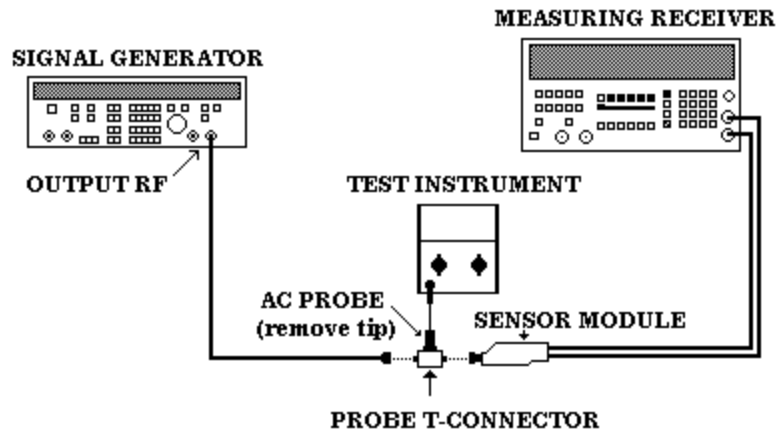 MEASURING RECEIVER
SIGNAL GENERATOR
OUTPUT RF
TEST INSTRUMENT
AC PROBE
(remove tip)
SENSOR MODULE
PROBE T-CONNECTOR